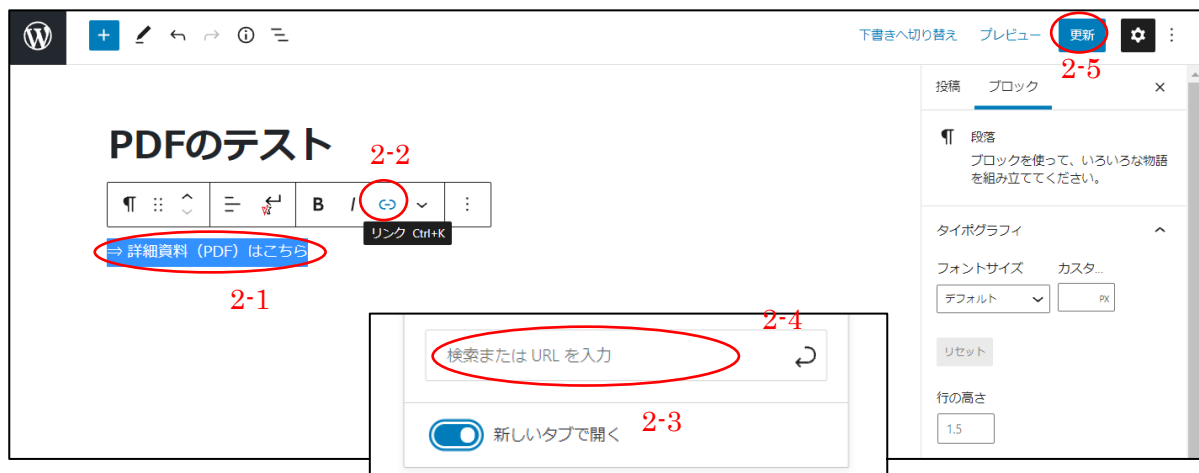 下書きへ切り替え プレビュー 更新
2-5
投稿 ブロック
段落
ブロックを使って、いろいろな物語
を組み立ててください。
PDFのテスト
2-2
B I
リンク Ctrl+K
⇒ 詳細資料（PDF）はこちら
2-1
タイポグラフィ
フォントサイズ カスタ...
デフォルト PX
リセット
行の高さ
1.5
2-4
検索または URL を入力
2-3
新しいタブで開く